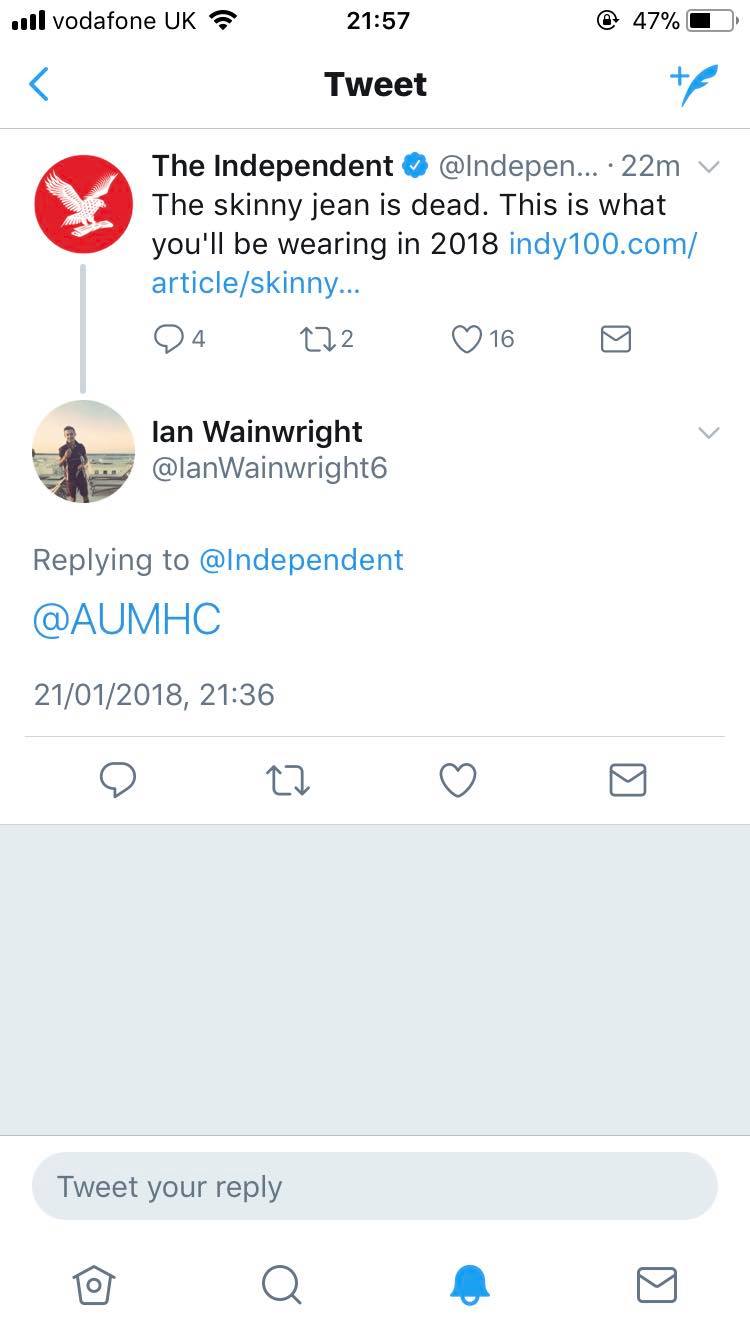 vodafone UK 21:57 47%
Tweet
The Independent @Indepen... · 22m
The skinny jean is dead. This is what
you'll be wearing in 2018 indy100.com/
article/skinny...
4 2 16
Ian Wainwright
@IanWainwright6
Replying to @Independent
@AUMHC
21/01/2018, 21:36
Tweet your reply